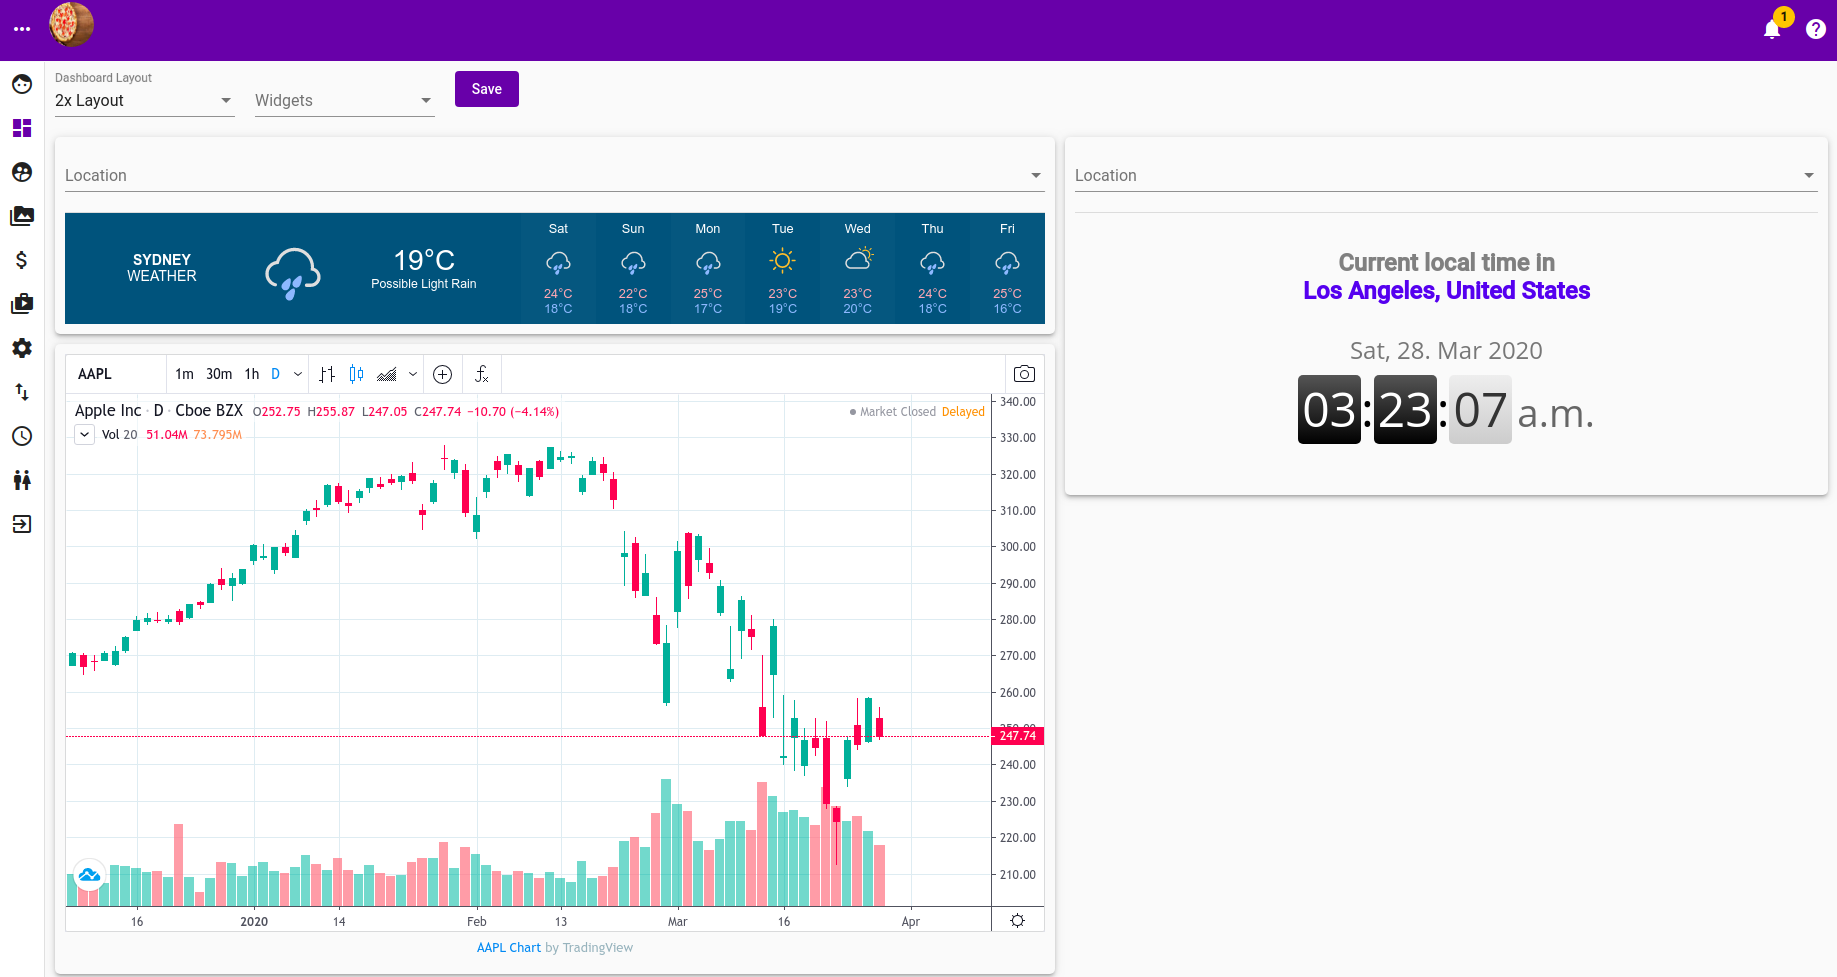 1
Dashboard Layout
2x Layout
Widgets
Save
Location
SYDNEY
WEATHER
19°C
Possible Light Rain
Sat Sun Mon Tue Wed Thu Fri
24°C 22°C 25°C 23°C 23°C 24°C 25°C
18°C 18°C 17°C 19°C 20°C 18°C 16°C
Location
Current local time in
Los Angeles, United States
Sat, 28. Mar 2020
03:23:07 a.m.
AAPL 1m 30m 1h D
Apple Inc · D · Cboe BZX O252.75 H255.87 L247.05 C247.74 −10.70 (−4.14%)
Market Closed Delayed
Vol 20 51.04M 73.795M
340.00
330.00
320.00
310.00
300.00
290.00
280.00
270.00
260.00
250.00
247.74
240.00
230.00
220.00
210.00
16 2020 14 Feb 13 Mar 16 Apr
AAPL Chart by TradingView